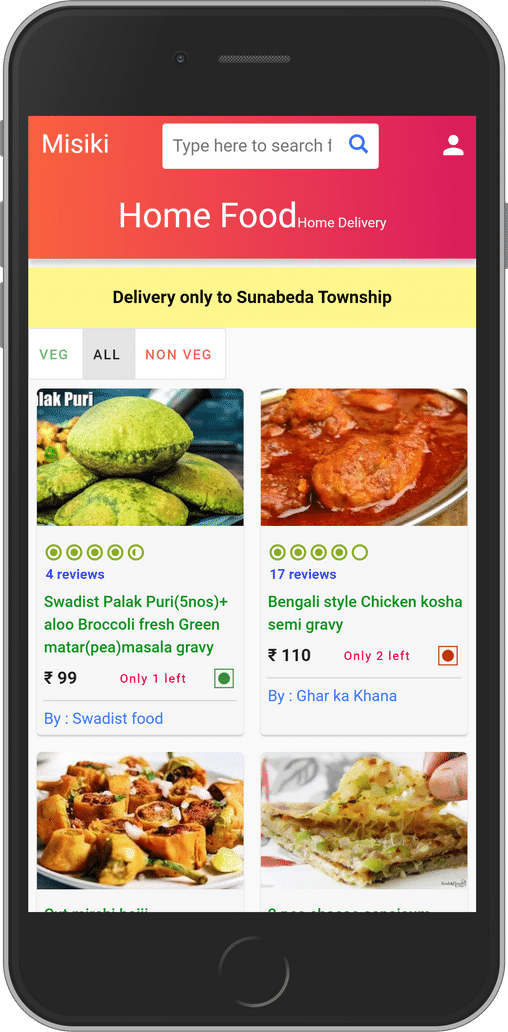 Misiki
Type here to search f
Home Food Home Delivery
Delivery only to Sunabeda Township
VEG ALL NON VEG
lak Puri
4 reviews
17 reviews
Swadist Palak Puri(5nos)+
aloo Broccoli fresh Green
matar(pea)masala gravy
Bengali style Chicken kosha
semi gravy
₹ 99 Only 1 left
₹ 110 Only 2 left
By : Swadist food
By : Ghar ka Khana